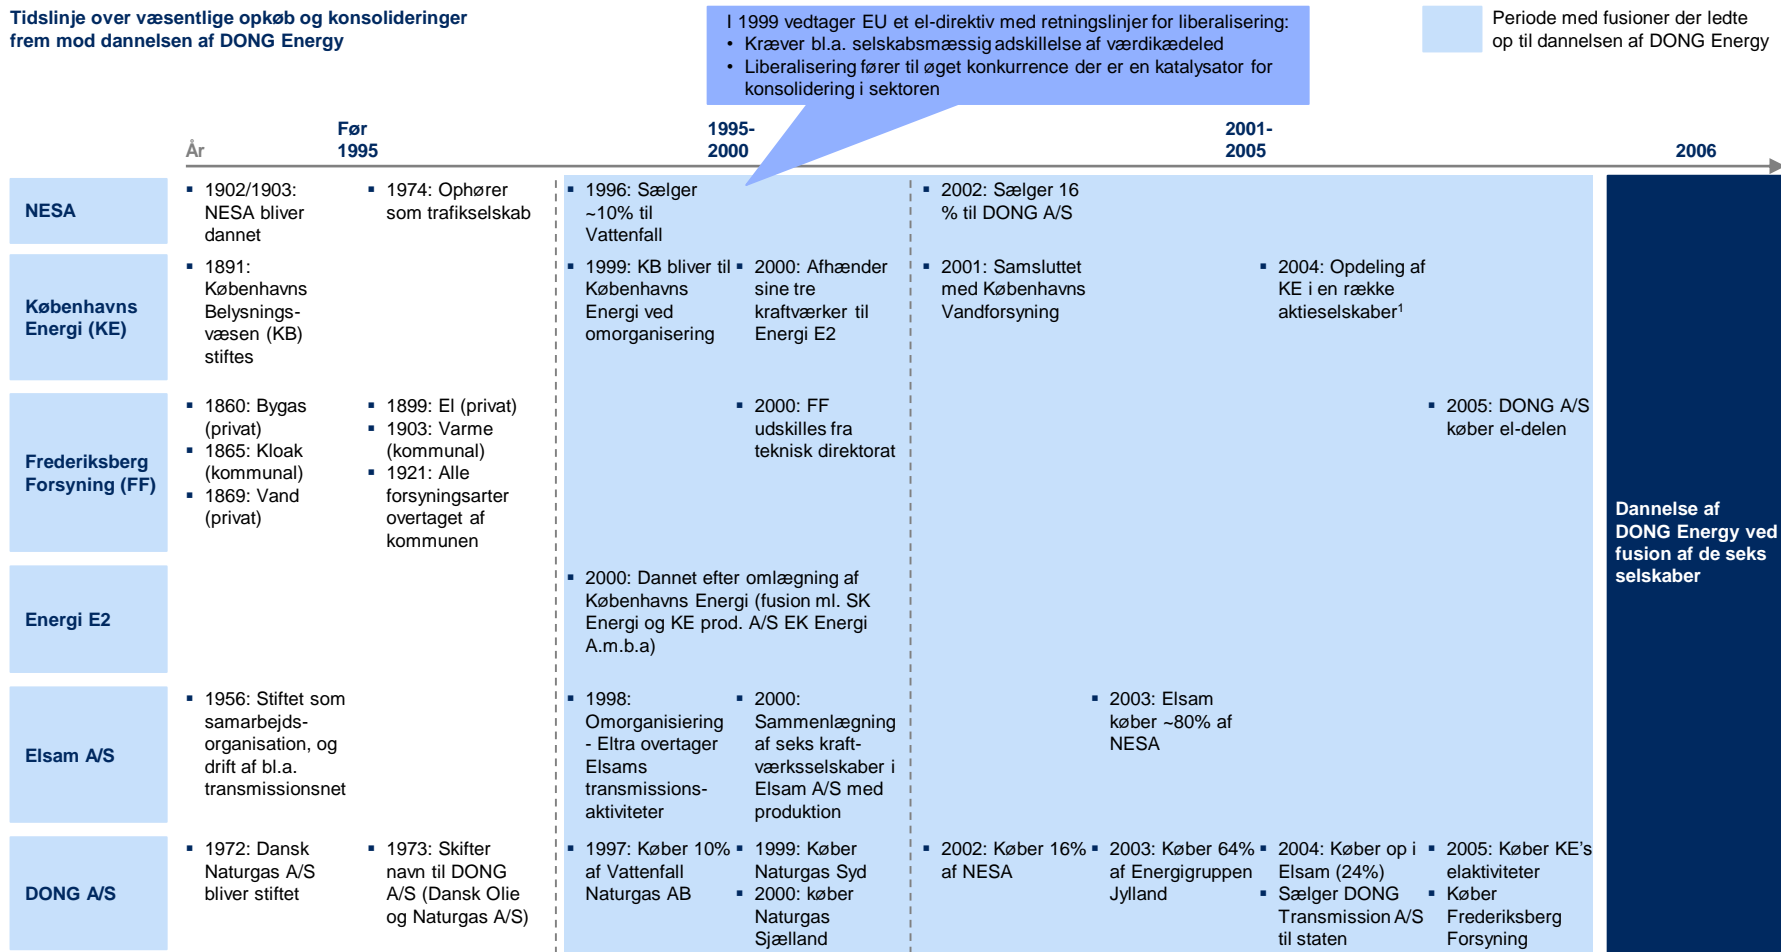 Tidslinje over væsentlige opkøb og konsolideringer
frem mod dannelsen af DONG Energy
I 1999 vedtager EU et el-direktiv med retningslinjer for liberalisering:
• Kræver bl.a. selskabsmæssig adskillelse af værdikædeled
• Liberalisering fører til øget konkurrence der er en katalysator for
konsolidering i sektoren
Periode med fusioner der ledte
op til dannelsen af DONG Energy
År
Før
1995
1995-
2000
2001-
2005
2006
NESA
▪ 1902/1903:
NESA bliver
dannet
▪ 1974: Ophører
som trafikselskab
▪ 1996: Sælger
~10% til
Vattenfall
▪ 2002: Sælger 16
% til DONG A/S
Københavns
Energi (KE)
▪ 1891:
Københavns
Belysnings-
væsen (KB)
stiftes
▪ 1999: KB bliver til
Københavns
Energi ved
omorganisering
▪ 2000: Afhænder
sine tre
kraftværker til
Energi E2
▪ 2001: Samsluttet
med Københavns
Vandforsyning
▪ 2004: Opdeling af
KE i en række
aktieselskaber¹
Frederiksberg
Forsyning (FF)
▪ 1860: Bygas
(privat)
▪ 1865: Kloak
(kommunal)
▪ 1869: Vand
(privat)
▪ 1899: El (privat)
▪ 1903: Varme
(kommunal)
▪ 1921: Alle
forsyningsarter
overtaget af
kommunen
▪ 2000: FF
udskilles fra
teknisk direktorat
▪ 2005: DONG A/S
køber el-delen
Energi E2
▪ 2000: Dannet efter omlægning af
Københavns Energi (fusion ml. SK
Energi og KE prod. A/S EK Energi
A.m.b.a)
Elsam A/S
▪ 1956: Stiftet som
samarbejds-
organisation, og
drift af bl.a.
transmissionsnet
▪ 1998:
Omorganisiering
- Eltra overtager
Elsams
transmissions-
aktiviteter
▪ 2000:
Sammenlægning
af seks kraft-
værksselskaber i
Elsam A/S med
produktion
▪ 2003: Elsam
køber ~80% af
NESA
DONG A/S
▪ 1972: Dansk
Naturgas A/S
bliver stiftet
▪ 1973: Skifter
navn til DONG
A/S (Dansk Olie
og Naturgas A/S)
▪ 1997: Køber 10%
af Vattenfall
Naturgas AB
▪ 1999: Køber
Naturgas Syd
▪ 2000: køber
Naturgas
Sjælland
▪ 2002: Køber 16%
af NESA
▪ 2003: Køber 64%
af Energigruppen
Jylland
▪ 2004: Køber op i
Elsam (24%)
▪ Sælger DONG
Transmission A/S
til staten
▪ 2005: Køber KE's
elaktiviteter
▪ Køber
Frederiksberg
Forsyning
Dannelse af
DONG Energy ved
fusion af de seks
selskaber